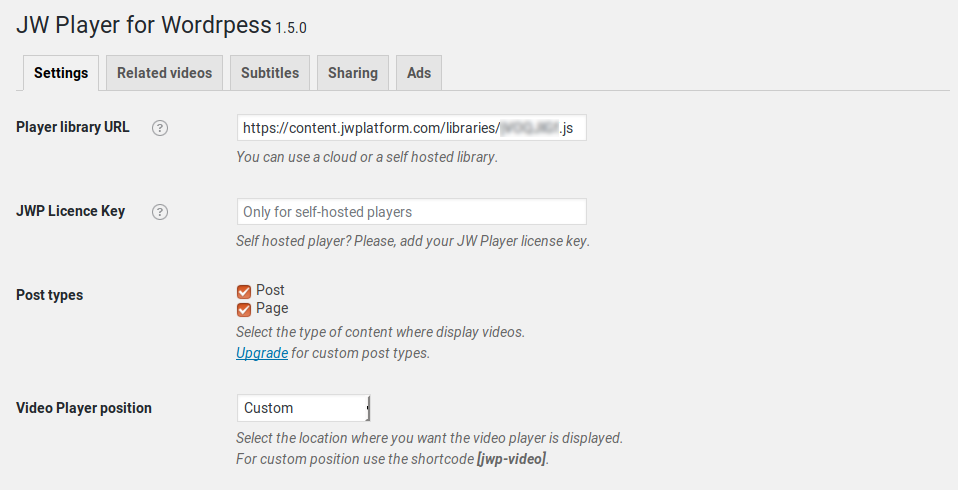 JW Player for Wordrpess 1.5.0
Settings Related videos Subtitles Sharing Ads
Player library URL ? https://content.jwplatform.com/libraries/ .js
You can use a cloud or a self hosted library.
JWP Licence Key ? Only for self-hosted players
Self hosted player? Please, add your JW Player license key.
Post types
Post
Page
Select the type of content where display videos.
Upgrade for custom post types.
Video Player position Custom
Select the location where you want the video player is displayed.
For custom position use the shortcode [jwp-video].